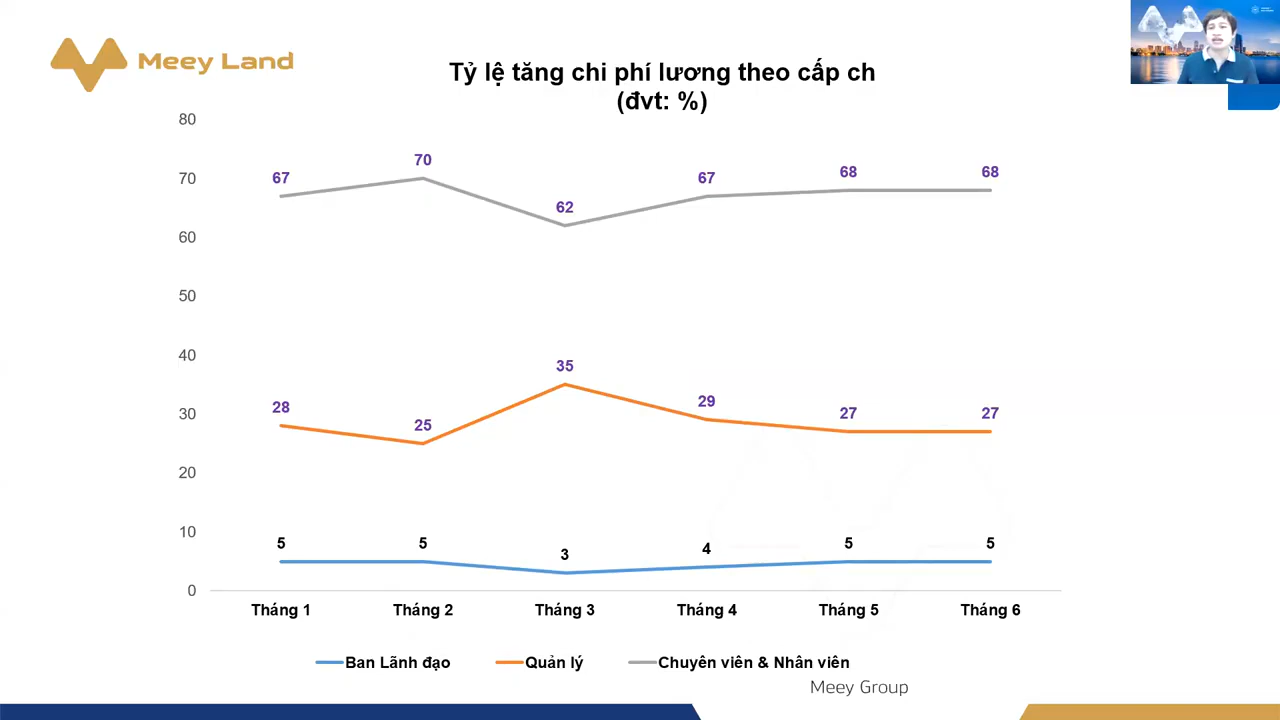 Meey Land
Tỷ lệ tăng chi phí lương theo cấp ch
(đvt: %)
80
70
60
50
40
30
20
10
0
67
70
62
67
68
68
28
25
35
29
27
27
5
5
3
4
5
5
Tháng 1
Tháng 2
Tháng 3
Tháng 4
Tháng 5
Tháng 6
Ban Lãnh đạo
Quản lý
Chuyên viên & Nhân viên
Meey Group